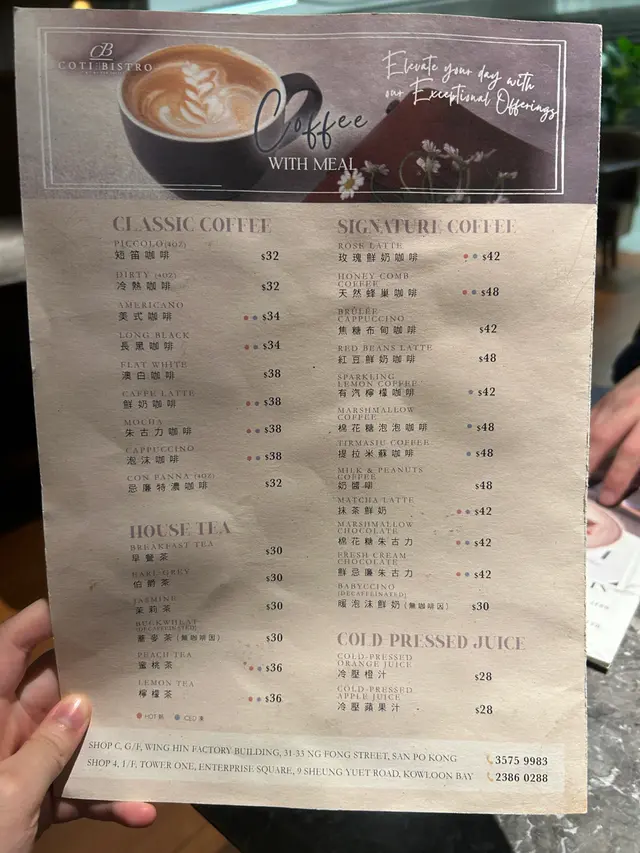 CB
COTI BISTRO
Elevate your day with
our Exceptional Offerings
Coffee
WITH MEAL
CLASSIC COFFEE
PICCOLO (4OZ)
短笛咖啡 $32
DIRTY (4OZ)
冷熱咖啡 $32
AMERICANO
美式咖啡 $34
LONG BLACK
長黑咖啡 $34
FLAT WHITE
澳白咖啡 $38
CAFFE LATTE
鮮奶咖啡 $38
MOCHA
朱古力咖啡 $38
CAPPUCCINO
泡沫咖啡 $38
CON PANNA (4OZ)
忌廉特濃咖啡 $32
HOUSE TEA
BREAKFAST TEA
早餐茶 $30
EARL GREY
伯爵茶 $30
JASMINE
茉莉茶 $30
BUCKWHEAT
(DECAFFEINATED)
蕎麥茶(無咖啡因) $30
PEACH TEA
蜜桃茶 $36
LEMON TEA
檸檬茶 $36
HOT 熱 ICED 凍
SIGNATURE COFFEE
ROSE LATTE
玫瑰鮮奶咖啡 $42
HONEY COMB
COFFEE
天然蜂巢咖啡 $48
BRÛLÉE
CAPPUCCINO
焦糖布甸咖啡 $42
RED BEANS LATTE
紅豆鮮奶咖啡 $48
SPARKLING
LEMON COFFEE
有汽檸檬咖啡 $42
MARSHMALLOW
COFFEE
棉花糖泡泡咖啡 $48
TIRMASIU COFFEE
提拉米蘇咖啡 $48
MILK & PEANUTS
COFFEE
奶醬啡 $48
MATCHA LATTE
抹茶鮮奶 $42
MARSHMALLOW
CHOCOLATE
棉花糖朱古力 $42
FRESH CREAM
CHOCOLATE
鮮忌廉朱古力 $42
BABYCCINO
(DECAFFEINATED)
暖泡沫鮮奶(無咖啡因) $30
COLD-PRESSED JUICE
COLD-PRESSED
ORANGE JUICE
冷壓橙汁 $28
COLD-PRESSED
APPLE JUICE
冷壓蘋果汁 $28
SHOP C, G/F, WING HIN FACTORY BUILDING, 31-33 NG FONG STREET, SAN PO KONG 3575 9983
SHOP 4, 1/F, TOWER ONE, ENTERPRISE SQUARE, 9 SHEUNG YUET ROAD, KOWLOON BAY 2386 0288